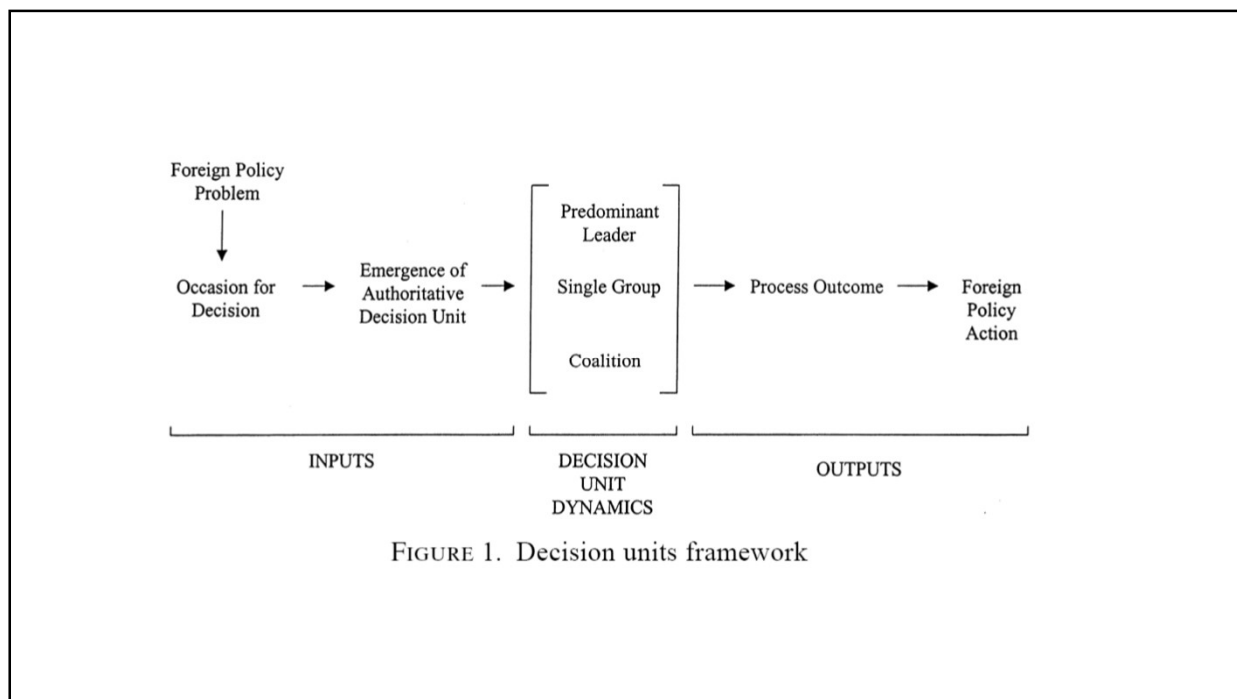 Foreign Policy
Problem
Occasion for
Decision
Emergence of
Authoritative
Decision Unit
Predominant
Leader
Single Group
Coalition
Process Outcome
Foreign
Policy
Action
INPUTS
DECISION
UNIT
DYNAMICS
OUTPUTS
FIGURE 1. Decision units framework